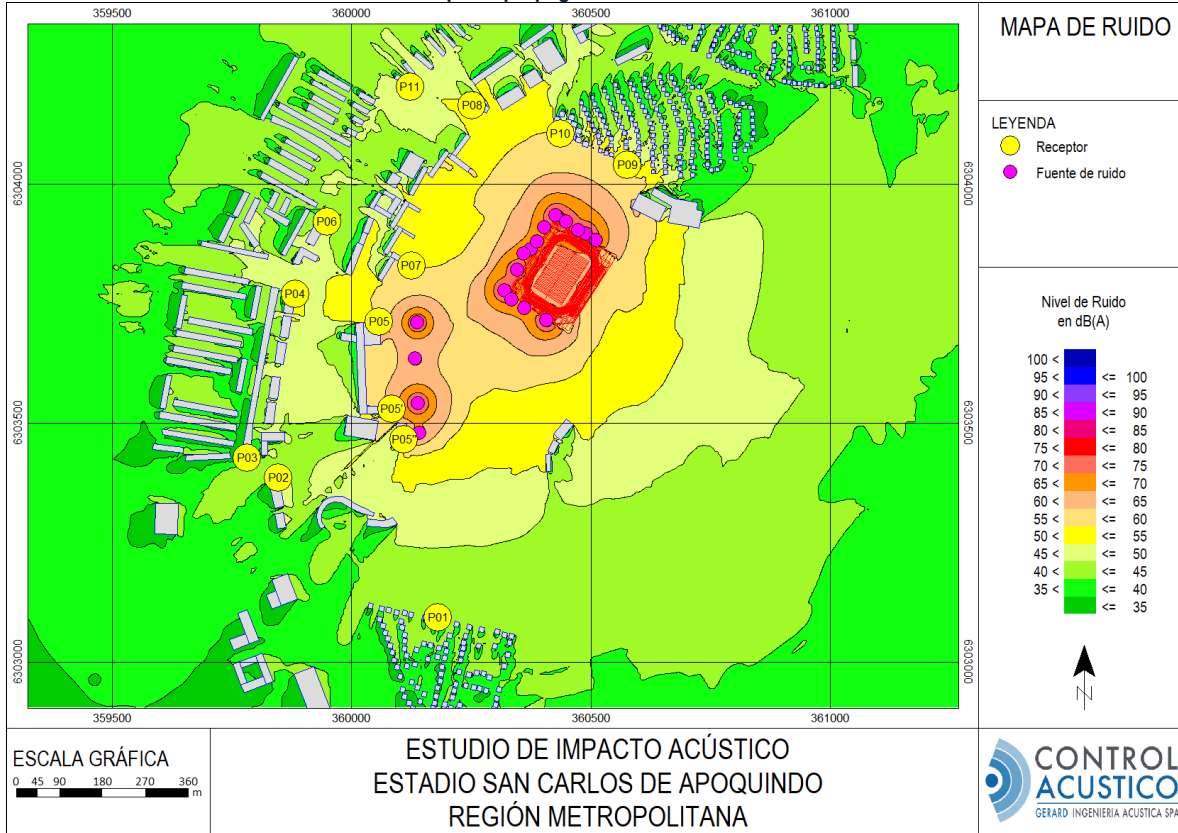 359500 360000 360500 361000
MAPA DE RUIDO
LEYENDA
Receptor
Fuente de ruido
Nivel de Ruido
en dB(A)
100 <
95 < <= 100
90 < <= 95
85 < <= 90
80 < <= 85
75 < <= 80
70 < <= 75
65 < <= 70
60 < <= 65
55 < <= 60
50 < <= 55
45 < <= 50
40 < <= 45
35 < <= 40
<= 35
N
P11
P08
P10
P09
P06
P07
P04
P05
P05'
P05''
P03
P02
P01
6304000 6304000
6303500 6303500
6303000 6303000
359500 360000 360500 361000
ESCALA GRÁFICA
0 45 90 180 270 360
m
ESTUDIO DE IMPACTO ACÚSTICO
ESTADIO SAN CARLOS DE APOQUINDO
REGIÓN METROPOLITANA
CONTROL
ACUSTICO
GERARD INGENIERIA ACUSTICA SPA